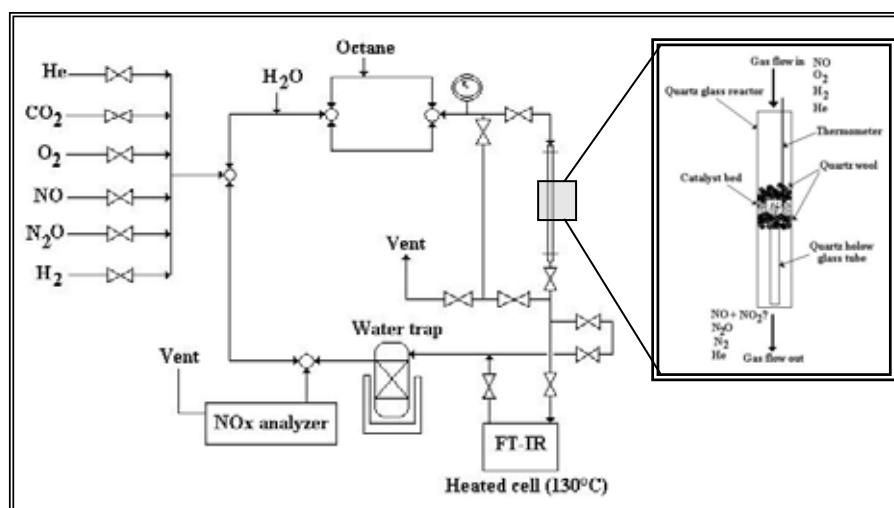 Octane
He
H2O
CO2
O2
NO
N2O
H2
Vent
Water trap
Vent
NOx analyzer
FT-IR
Heated cell (130°C)
Gas flow in
NO
O2
H2
He
Quartz glass reactor
Thermometer
Quartz wool
Catalyst bed
Quartz holow
glass tube
NO + NO2?
N2O
N2
He
Gas flow out